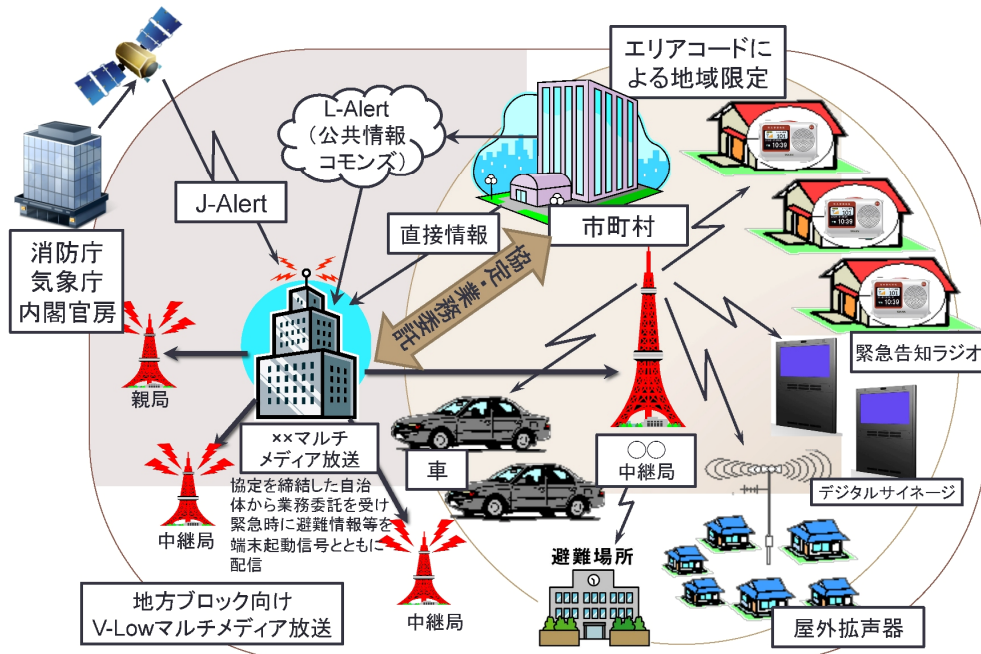 エリアコードに
よる地域限定
L-Alert
(公共情報
コモンズ)
J-Alert
消防庁
気象庁
内閣官房
直接情報
市町村
協定・業務委託
緊急告知ラジオ
親局
××マルチ
メディア放送
協定を締結した自治
体から業務委託を受け
緊急時に避難情報等を
端末起動信号とともに
配信
車
○○
中継局
デジタルサイネージ
中継局
中継局
避難場所
地方ブロック向け
V-Lowマルチメディア放送
屋外拡声器
10:39
10:39
10:39